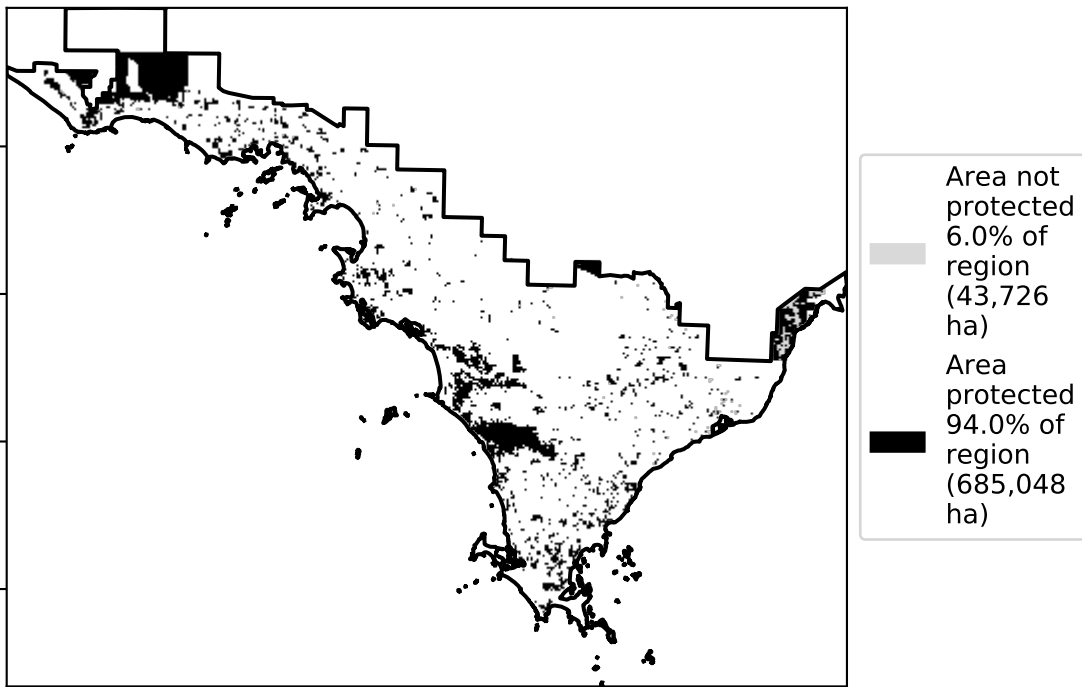 Area not
protected
6.0% of
region
(43,726
ha)
Area
protected
94.0% of
region
(685,048
ha)